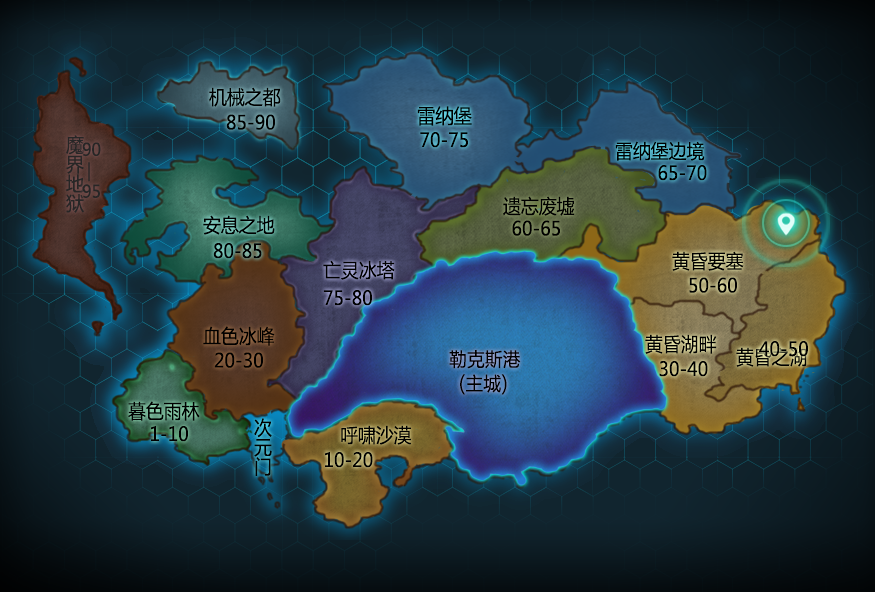 机械之都
85-90
雷纳堡
70-75
魔界地狱
90
|
95
雷纳堡边境
65-70
遗忘废墟
60-65
安息之地
80-85
亡灵冰塔
75-80
黄昏要塞
50-60
血色冰峰
20-30
勒克斯港
(主城)
黄昏湖畔
30-40
40-50
黄昏之湖
暮色雨林
1-10
次元门
呼啸沙漠
10-20